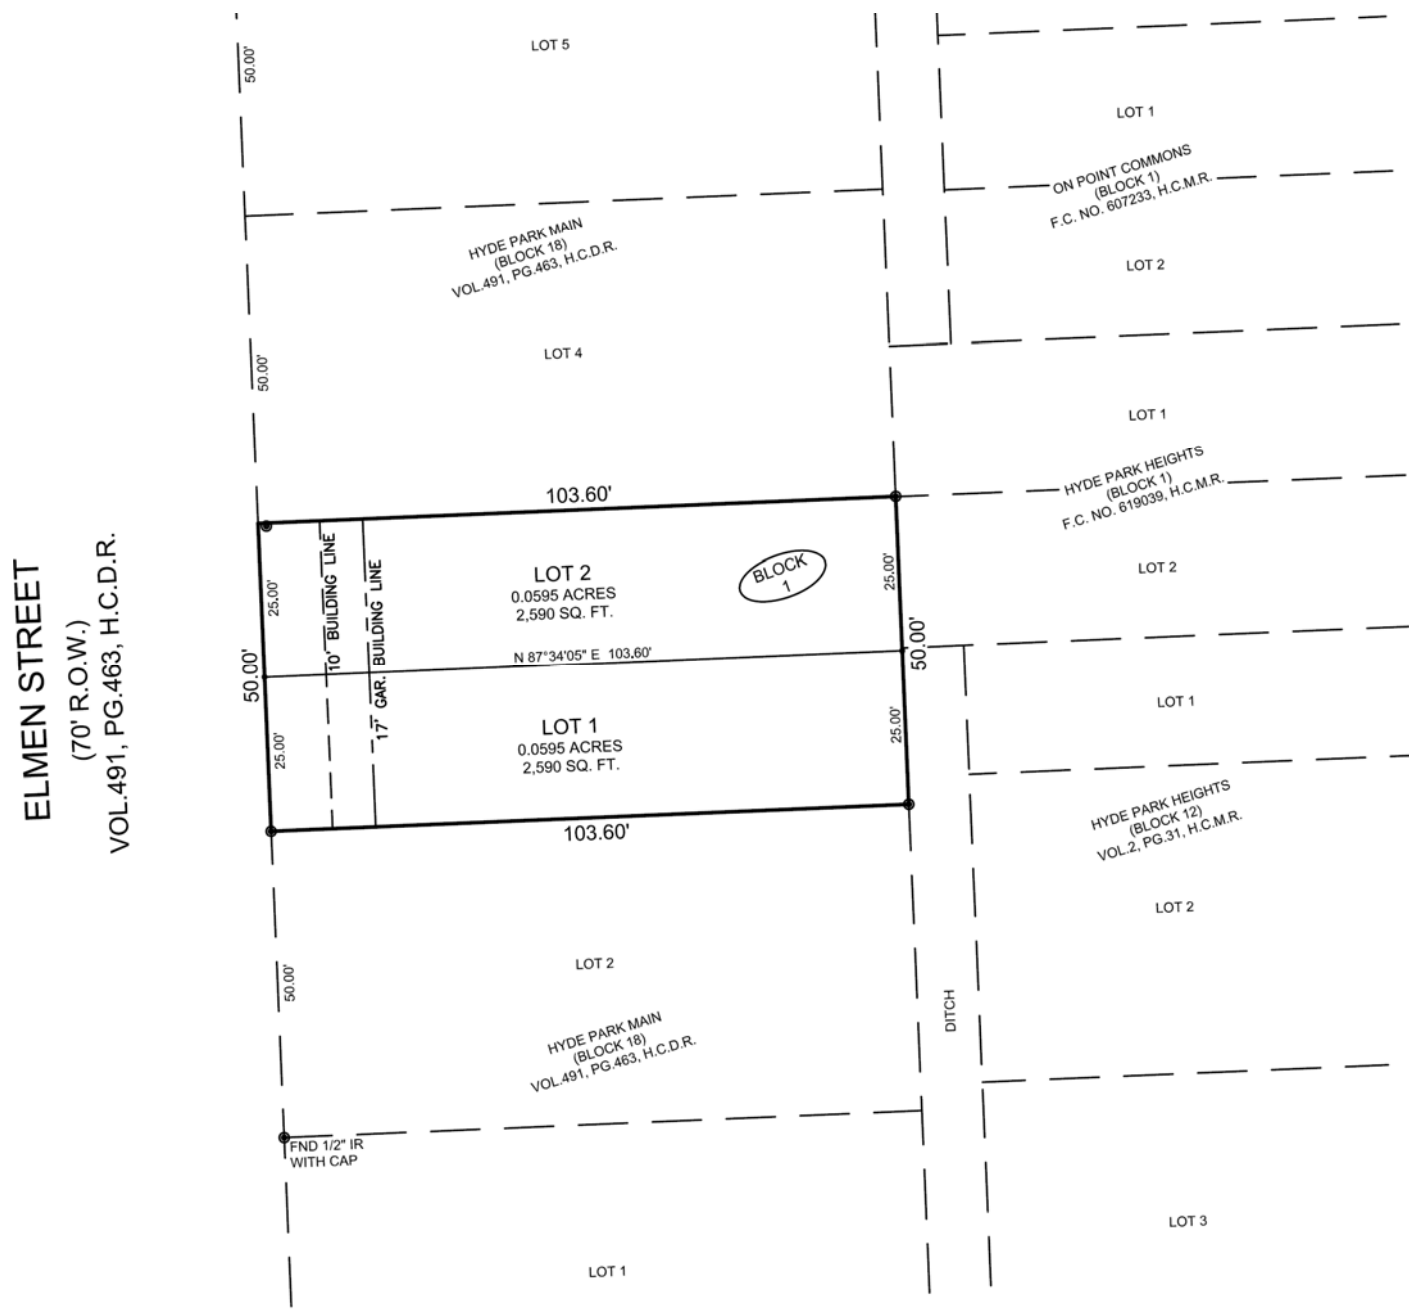 LOT 5
50.00'
LOT 1
ON POINT COMMONS
(BLOCK 1)
F.C. NO. 607233, H.C.M.R.
HYDE PARK MAIN
(BLOCK 18)
VOL.491, PG.463, H.C.D.R.
LOT 2
LOT 4
50.00'
LOT 1
HYDE PARK HEIGHTS
(BLOCK 1)
F.C. NO. 619039, H.C.M.R.
LOT 2
103.60'
ELMEN STREET
(70' R.O.W.)
VOL.491, PG.463, H.C.D.R.
25.00'
10' BUILDING LINE
17' GAR. BUILDING LINE
LOT 2
0.0595 ACRES
2,590 SQ. FT.
BLOCK
1
25.00'
50.00'
N 87°34'05" E 103.60'
50.00'
25.00'
LOT 1
0.0595 ACRES
2,590 SQ. FT.
25.00'
103.60'
LOT 1
HYDE PARK HEIGHTS
(BLOCK 12)
VOL.2, PG.31, H.C.M.R.
LOT 2
50.00'
LOT 2
HYDE PARK MAIN
(BLOCK 18)
VOL.491, PG.463, H.C.D.R.
DITCH
FND 1/2" IR
WITH CAP
LOT 3
LOT 1